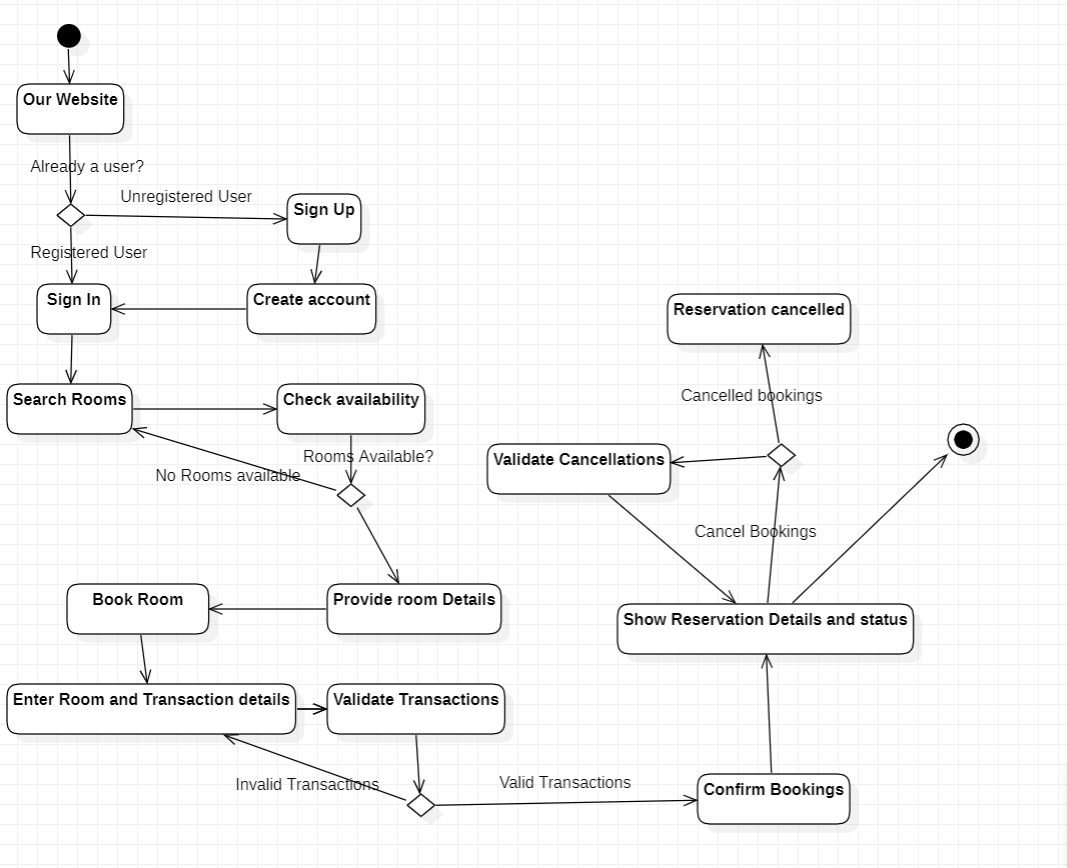 Our Website
Already a user?
Unregistered User
Sign Up
Registered User
Sign In
Create account
Search Rooms
Check availability
Rooms Available?
No Rooms available
Provide room Details
Book Room
Enter Room and Transaction details
Validate Transactions
Invalid Transactions
Valid Transactions
Confirm Bookings
Show Reservation Details and status
Cancel Bookings
Validate Cancellations
Cancelled bookings
Reservation cancelled